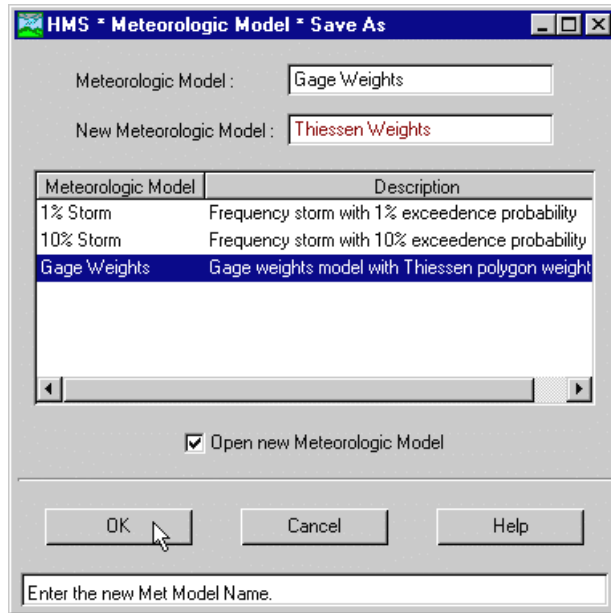 HMS * Meteorologic Model * Save As
Meteorologic Model : Gage Weights
New Meteorologic Model : Thiessen Weights
Meteorologic Model Description
1% Storm Frequency storm with 1% exceedence probability
10% Storm Frequency storm with 10% exceedence probability
Gage Weights Gage weights model with Thiessen polygon weight
Open new Meteorologic Model
OK Cancel Help
Enter the new Met Model Name.